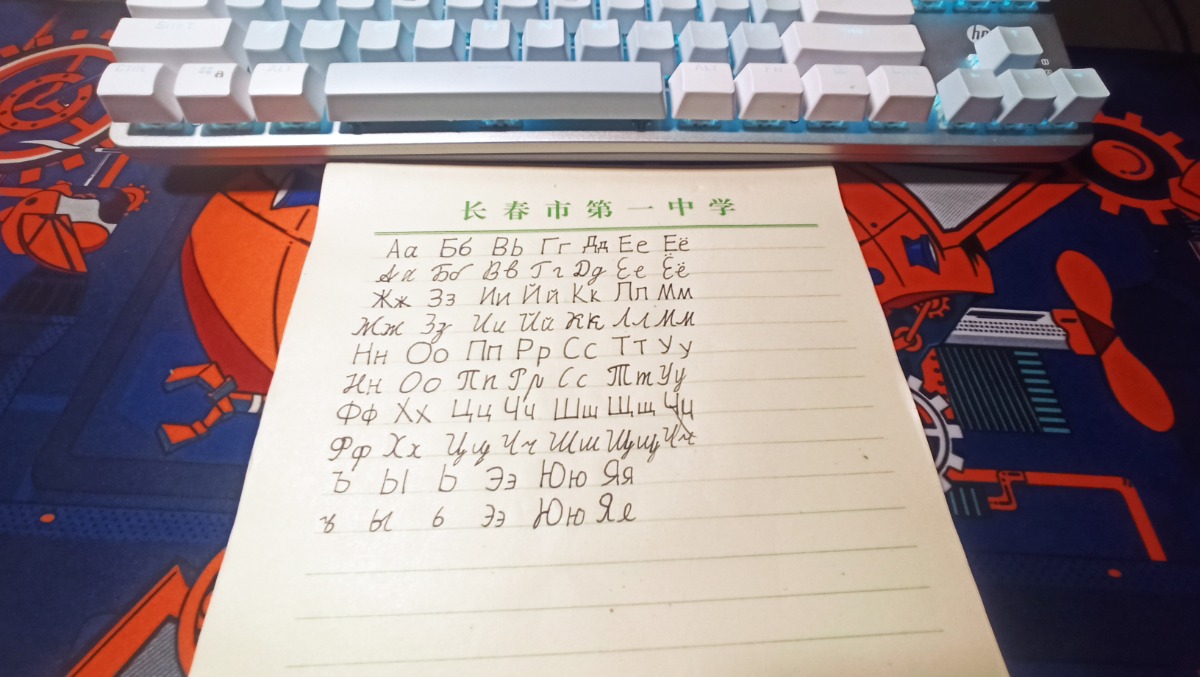 hp
a
长春市第一中学
Аа Бб Вb Гг Дд Ее Её
Аа Бб Вв Гг Дд Ее Ёё
Жж Зз Ии Йй Кк Лл Мм
Жж Зз Ии Йй Кк Лл Мм
Нн Оо Пп Рр Сс Тт Уу
Нн Оо Пп Рр Сс Тт Уу
Фф Хх Цц Чч Шш Щщ
Фф Хх Цц Чч Шш Щщ Чч
Ъ Ы Ь Ээ Юю Яя
ъ ы ь Ээ Юю Яя